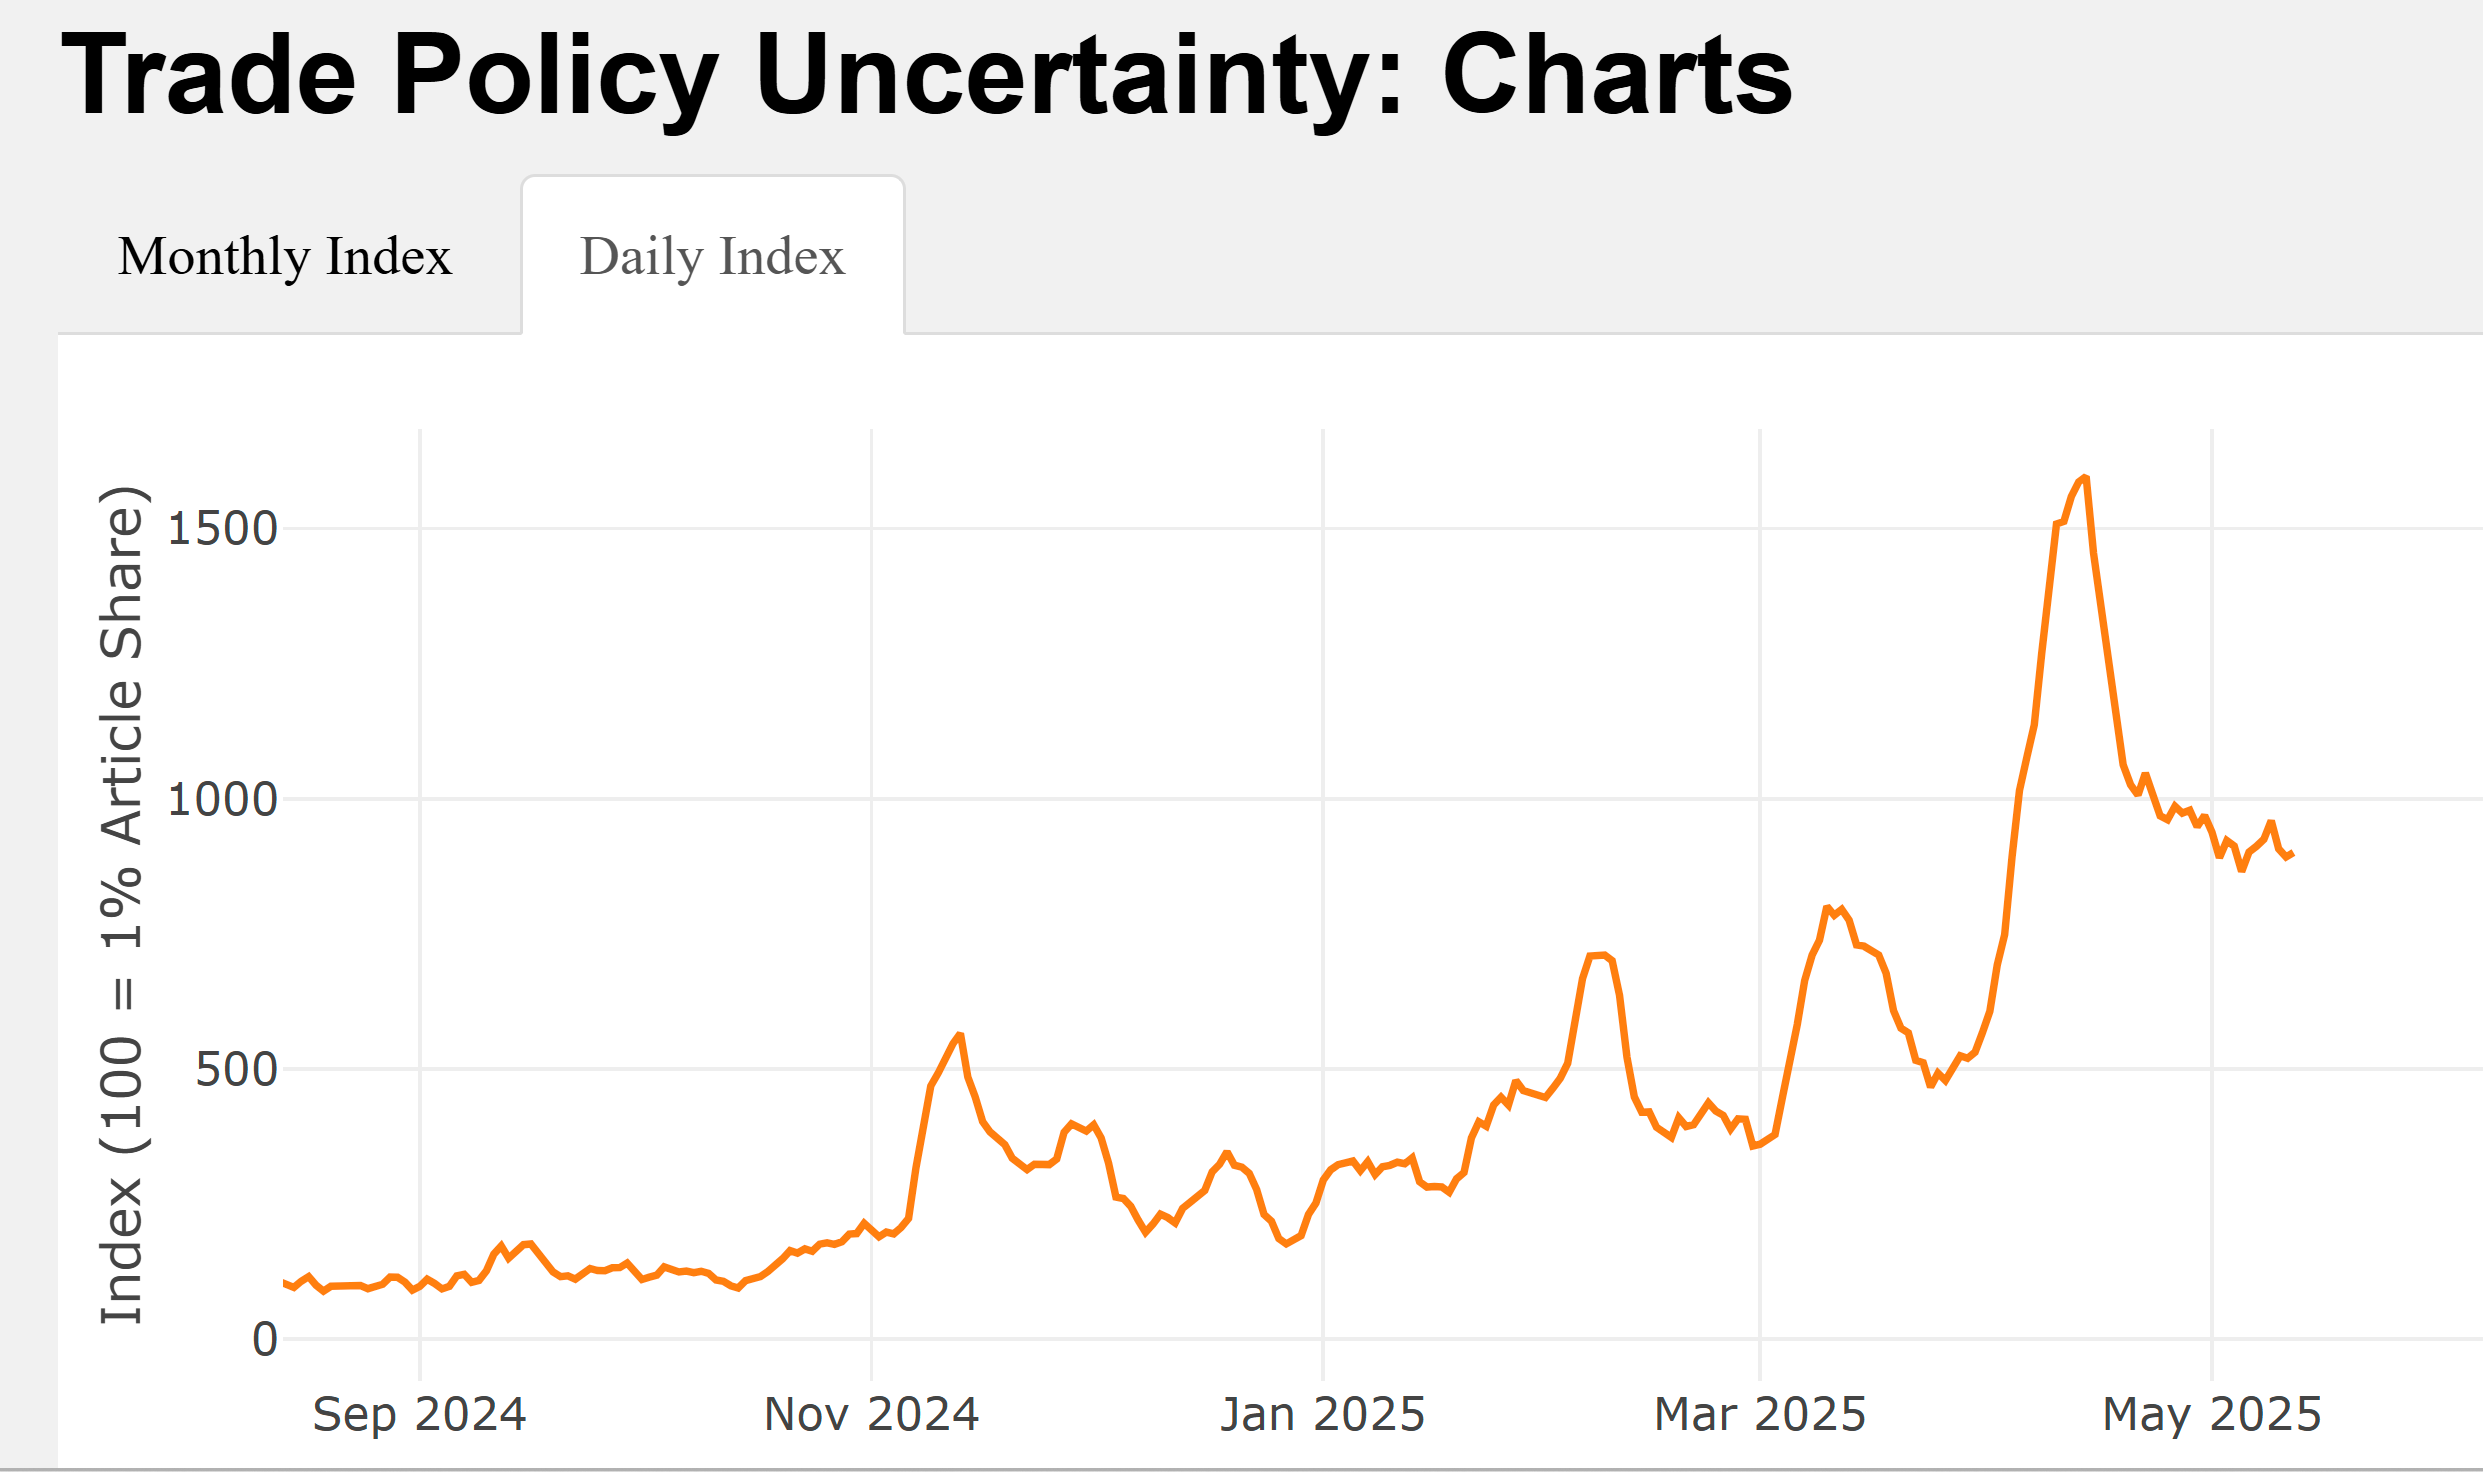 Trade Policy Uncertainty: Charts
Monthly Index
Daily Index
Index (100 = 1% Article Share)
1500
1000
500
0
Sep 2024
Nov 2024
Jan 2025
Mar 2025
May 2025